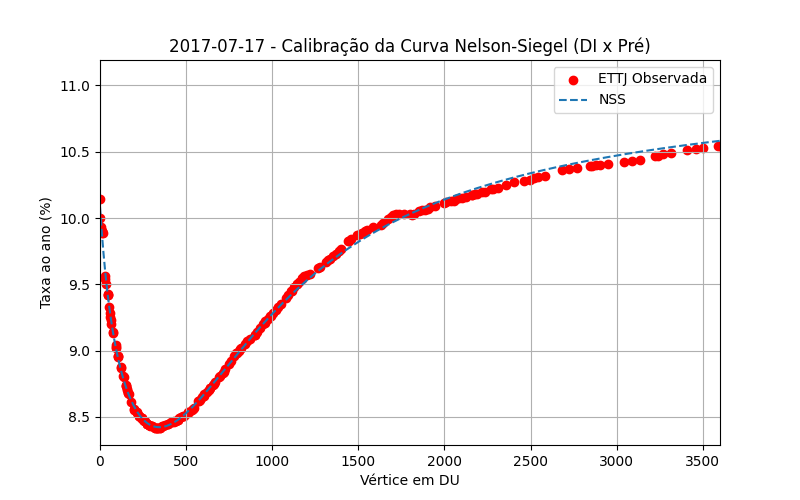 2017-07-17 - Calibração da Curva Nelson-Siegel (DI x Pré)
ETTJ Observada
NSS
Taxa ao ano (%)
11.0
10.5
10.0
9.5
9.0
8.5
0 500 1000 1500 2000 2500 3000 3500
Vértice em DU